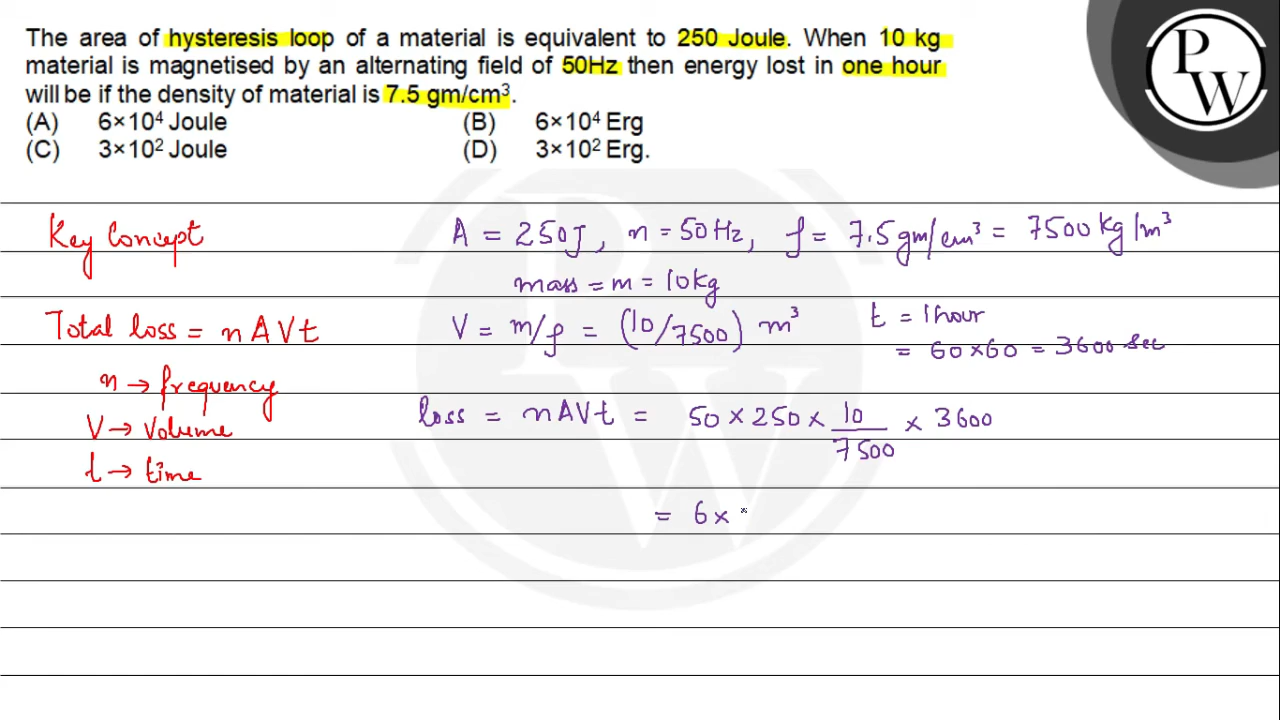 The area of hysteresis loop of a material is equivalent to 250 Joule. When 10 kg
material is magnetised by an alternating field of 50Hz then energy lost in one hour
will be if the density of material is 7.5 gm/cm³.
(A) 6×10⁴ Joule (B) 6×10⁴ Erg
(C) 3×10² Joule (D) 3×10² Erg.
PW
Key Concept
A = 250J, n = 50Hz, ρ = 7.5 gm/cm³ = 7500 kg/m³
mass = m = 10kg
Total loss = nAVt
V = m/ρ = (10/7500) m³
t = 1 hour
= 60×60 = 3600 sec
n → frequency
V → Volume
t → time
loss = nAVt = 50 × 250 × 10/7500 × 3600
= 6×